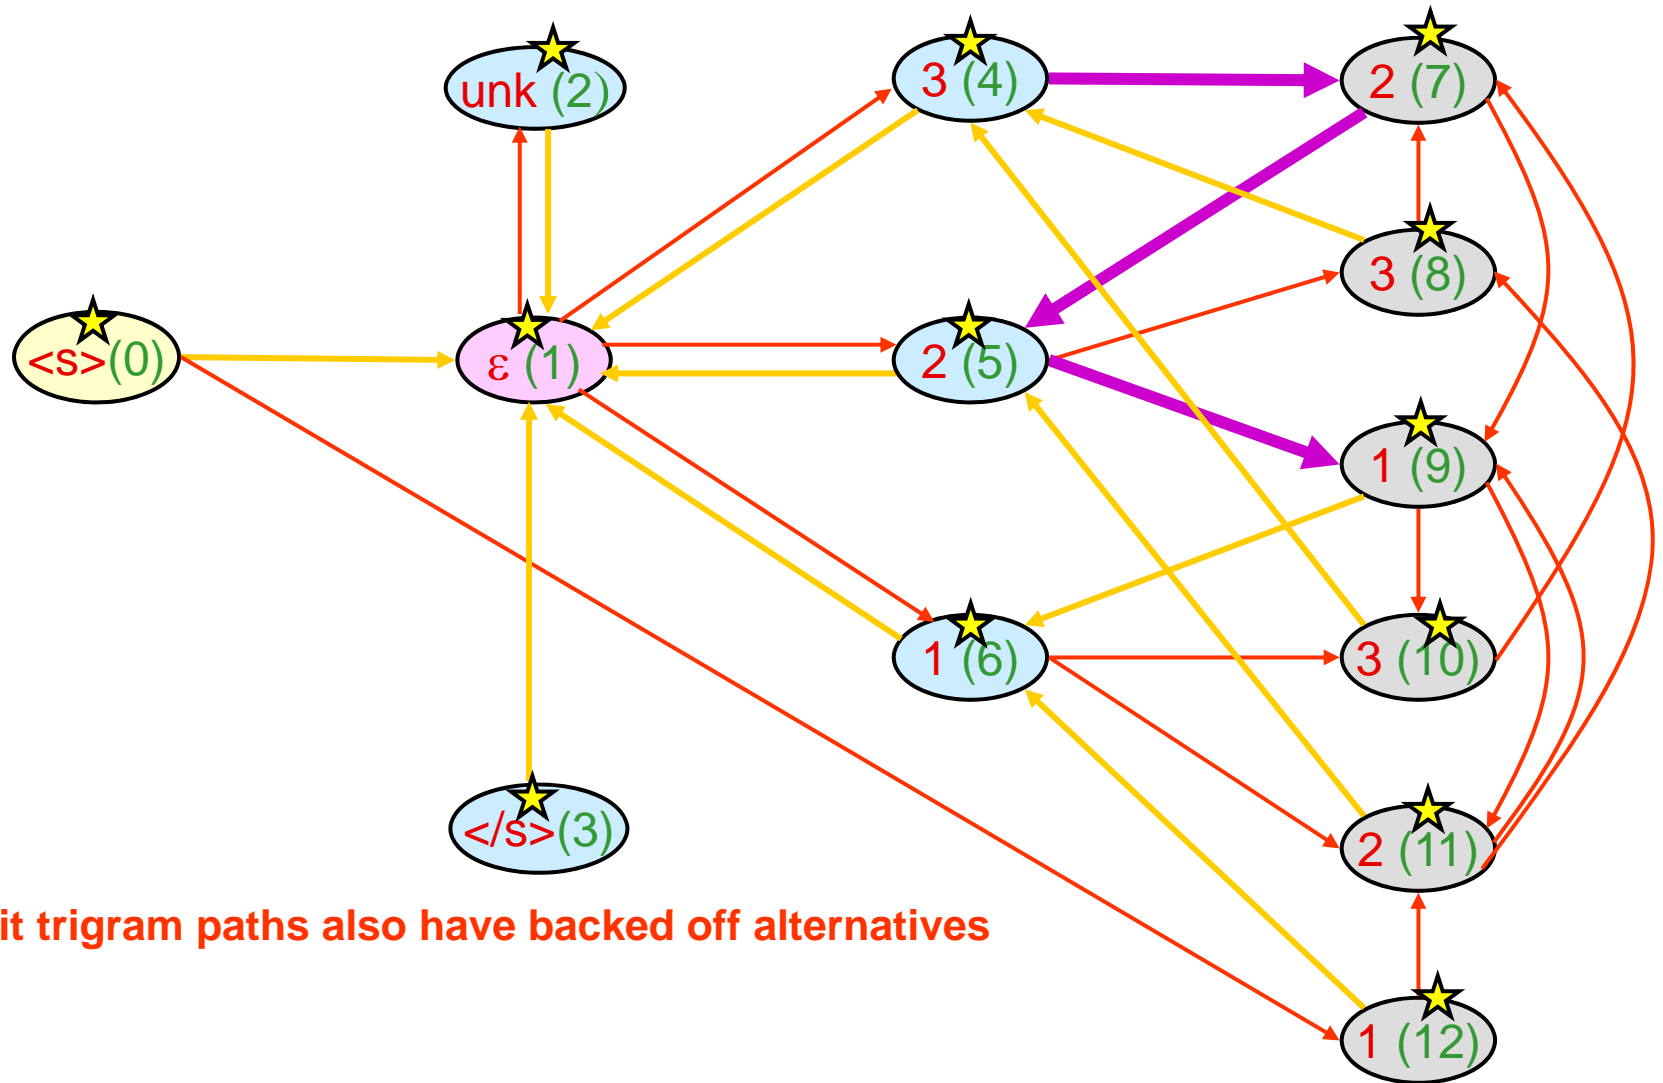 unk (2)
3 (4)
2 (7)
3 (8)
<s>(0)
ε (1)
2 (5)
1 (9)
1 (6)
3 (10)
</s>(3)
2 (11)
it trigram paths also have backed off alternatives
1 (12)